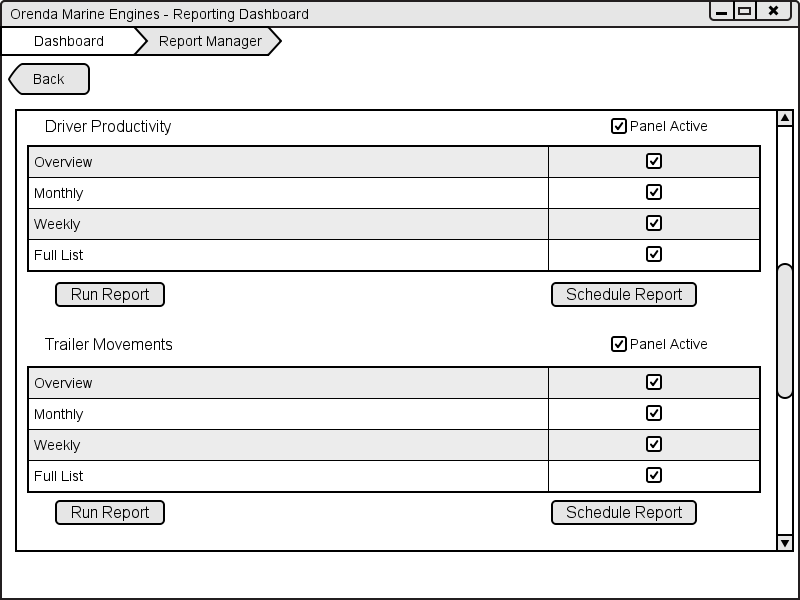 Orenda Marine Engines - Reporting Dashboard
Dashboard
Report Manager
Back
Driver Productivity
Panel Active
Overview
Monthly
Weekly
Full List
Run Report
Schedule Report
Trailer Movements
Panel Active
Overview
Monthly
Weekly
Full List
Run Report
Schedule Report